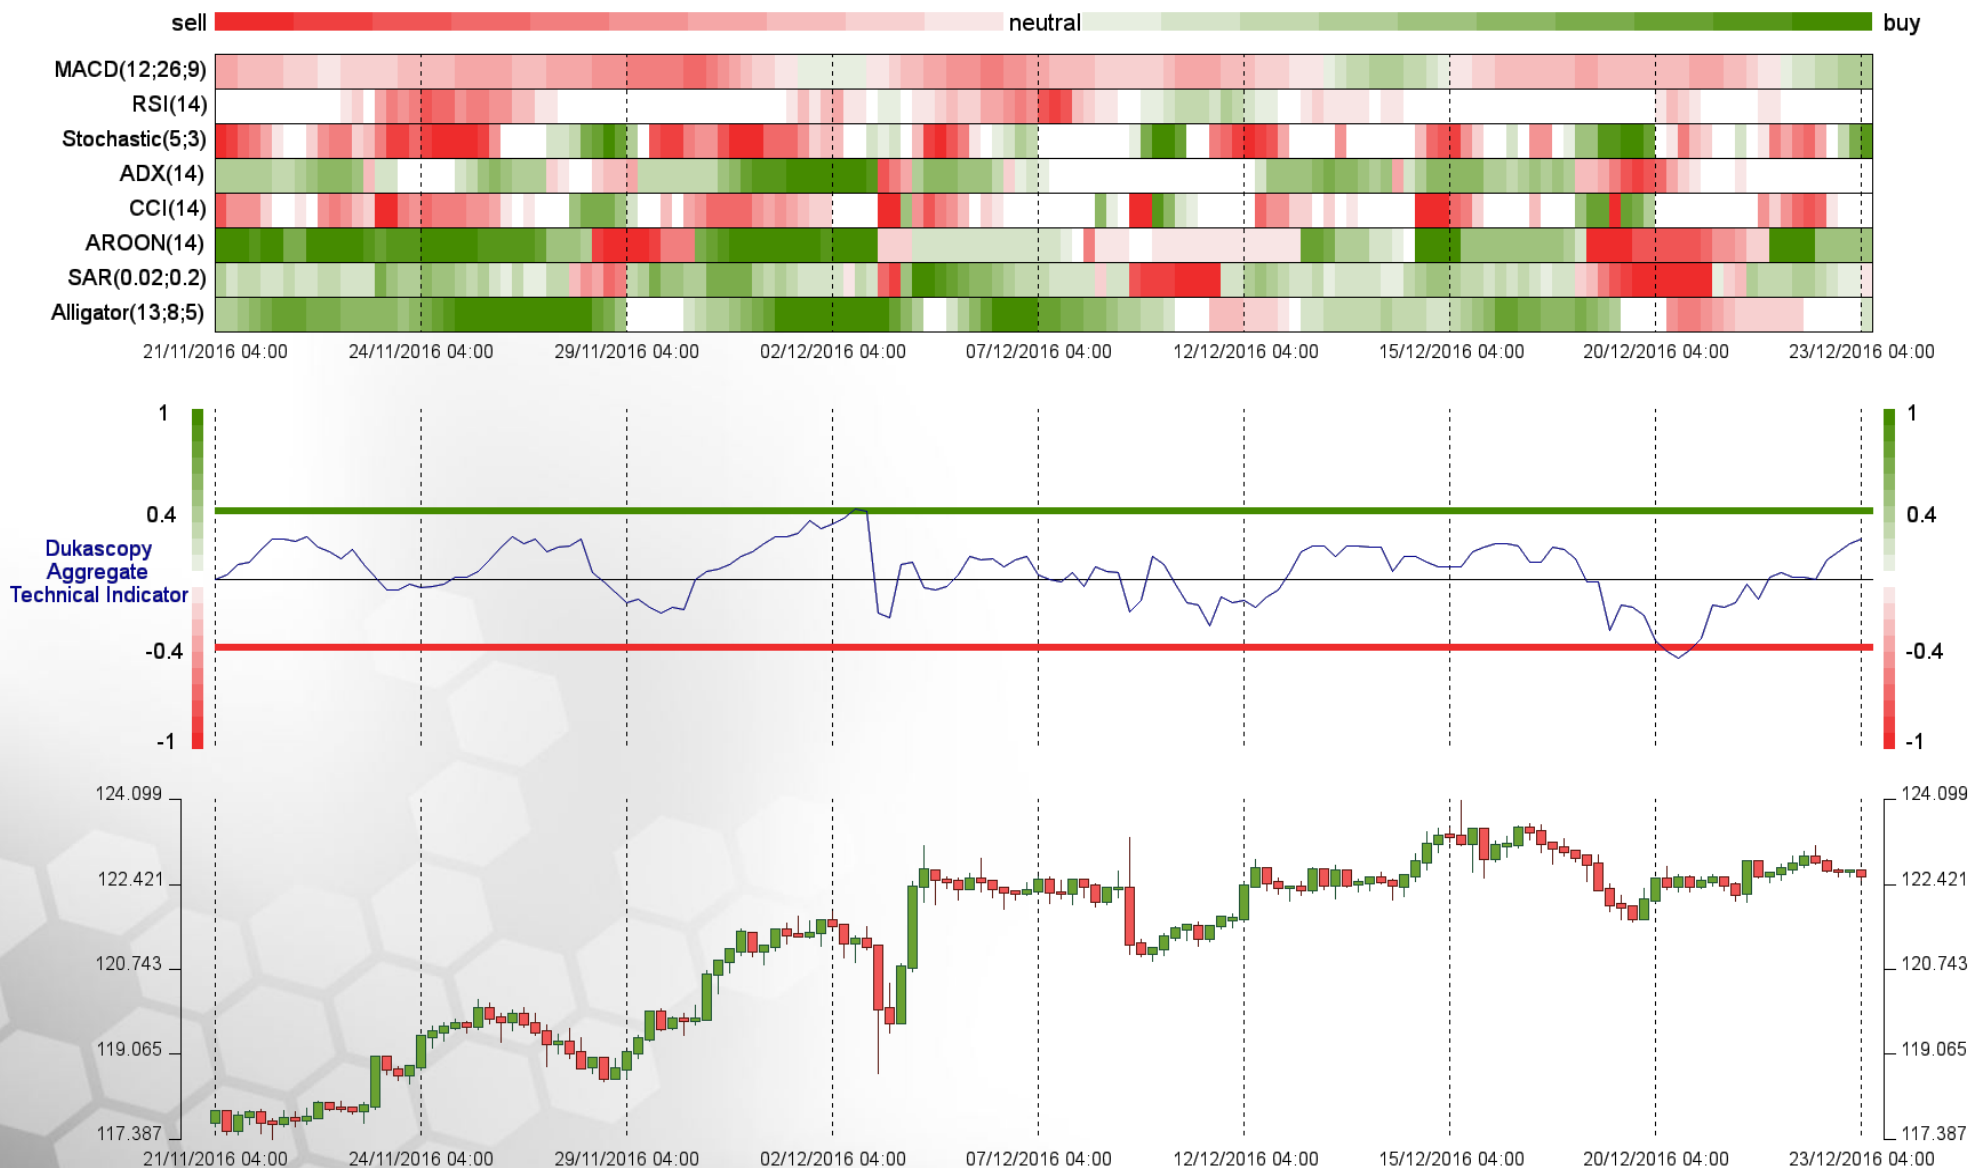 sell neutral buy
MACD(12;26;9)
RSI(14)
Stochastic(5;3)
ADX(14)
CCI(14)
AROON(14)
SAR(0.02;0.2)
Alligator(13;8;5)
21/11/2016 04:00 24/11/2016 04:00 29/11/2016 04:00 02/12/2016 04:00 07/12/2016 04:00 12/12/2016 04:00 15/12/2016 04:00 20/12/2016 04:00 23/12/2016 04:00
1 1
0.4 0.4
Dukascopy
Aggregate
Technical Indicator
-0.4 -0.4
-1 -1
124.099 124.099
122.421 122.421
120.743 120.743
119.065 119.065
117.387 117.387
21/11/2016 04:00 24/11/2016 04:00 29/11/2016 04:00 02/12/2016 04:00 07/12/2016 04:00 12/12/2016 04:00 15/12/2016 04:00 20/12/2016 04:00 23/12/2016 04:00